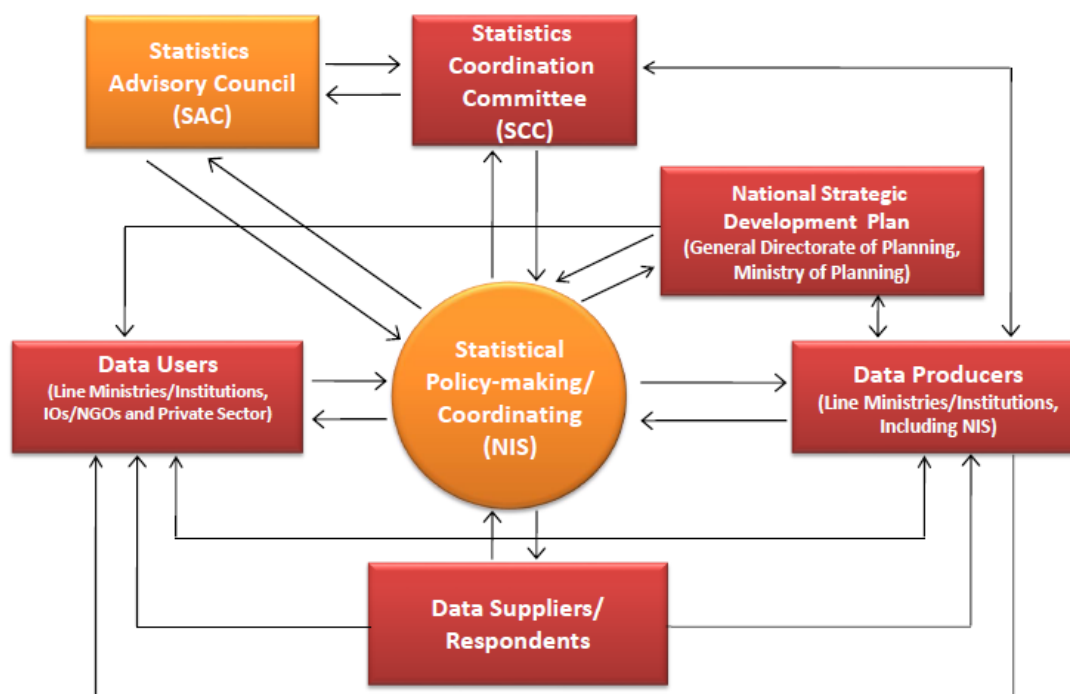 Statistics
Advisory Council
(SAC)
Statistics
Coordination
Committee
(SCC)
National Strategic
Development Plan
(General Directorate of Planning,
Ministry of Planning)
Data Users
(Line Ministries/Institutions,
IOs/NGOs and Private Sector)
Statistical
Policy-making/
Coordinating
(NIS)
Data Producers
(Line Ministries/Institutions,
Including NIS)
Data Suppliers/
Respondents